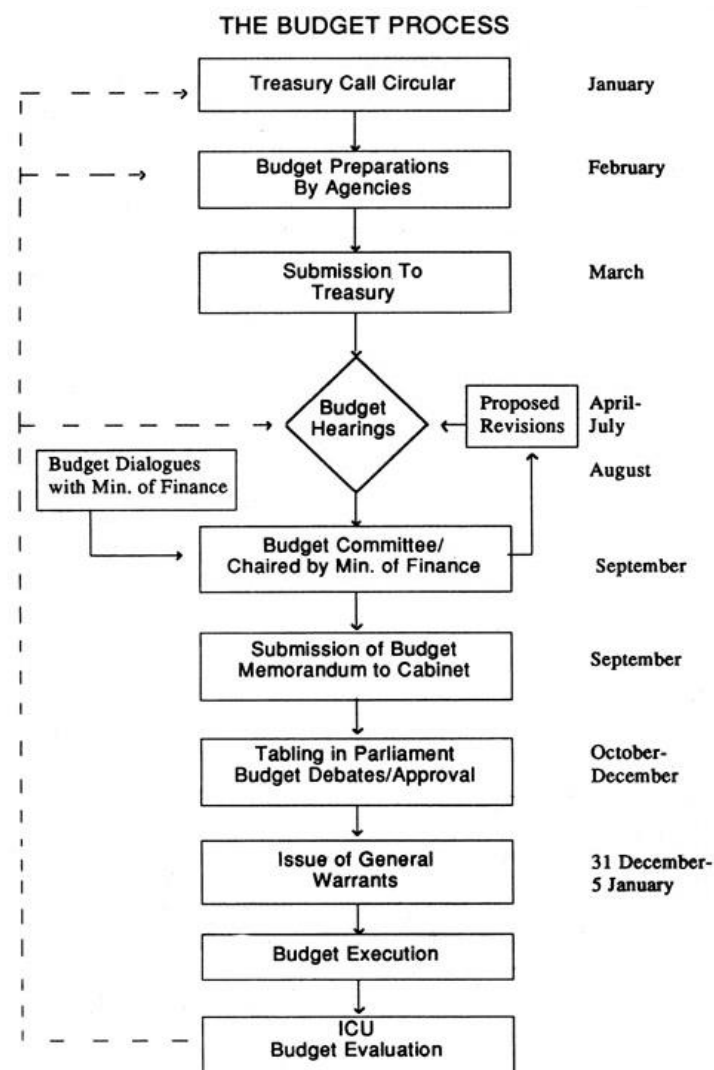 THE BUDGET PROCESS
Treasury Call Circular
January
Budget Preparations
By Agencies
February
Submission To
Treasury
March
Budget
Hearings
Proposed
Revisions
April-
July
Budget Dialogues
with Min. of Finance
August
Budget Committee/
Chaired by Min. of Finance
September
Submission of Budget
Memorandum to Cabinet
September
Tabling in Parliament
Budget Debates/Approval
October-
December
Issue of General
Warrants
31 December-
5 January
Budget Execution
ICU
Budget Evaluation